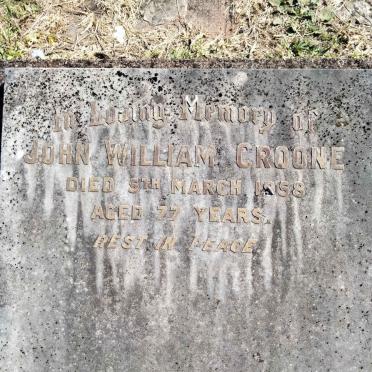 In Loving Memory of
JOHN WILLIAM CROONE
DIED 5TH MARCH 1958
AGED 77 YEARS.
REST IN PEACE